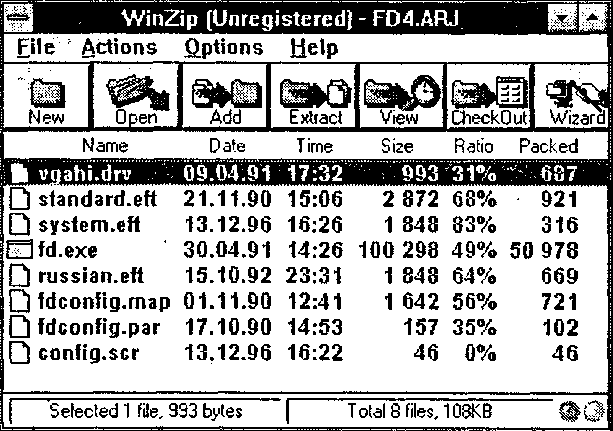 WinZip (Unregistered) - FD4.ARJ
File Actions Options Help
New Open Add Extract View CheckOut Wizard
Name Date Time Size Ratio Packed
vgahi.drv 09.04.91 17:32 993 31% 687
standard.eft 21.11.90 15:06 2 872 68% 921
system.eft 13.12.96 16:26 1 848 83% 316
fd.exe 30.04.91 14:26 100 298 49% 50 978
russian.eft 15.10.92 23:31 1 848 64% 669
fdconfig.map 01.11.90 12:41 1 642 56% 721
fdconfig.par 17.10.90 14:53 157 35% 102
config.scr 13.12.96 16:22 46 0% 46
Selected 1 file, 993 bytes Total 8 files, 108KB